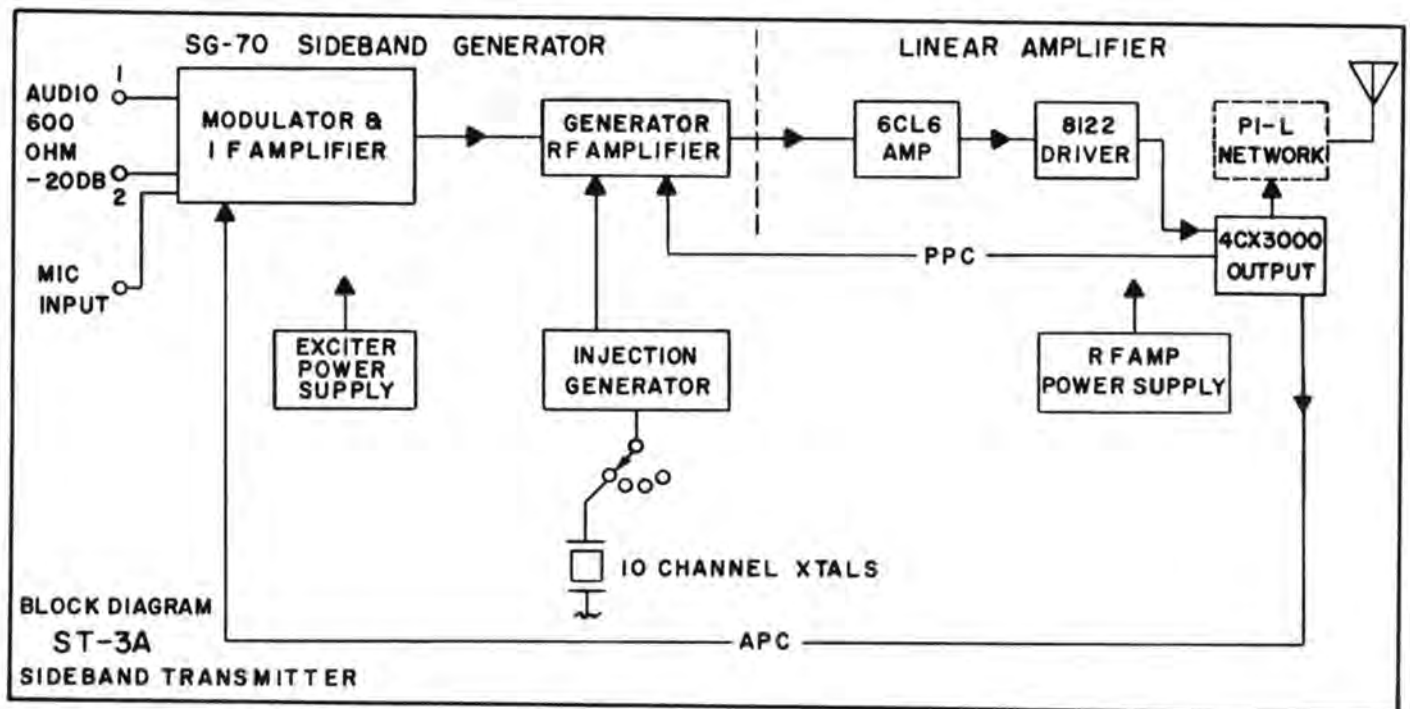 SG-70 SIDEBAND GENERATOR
LINEAR AMPLIFIER
AUDIO 1
600
OHM
-20DB
2
MODULATOR &
IF AMPLIFIER
GENERATOR
RF AMPLIFIER
6CL6
AMP
8122
DRIVER
PI-L
NETWORK
4CX3000
OUTPUT
PPC
MIC
INPUT
EXCITER
POWER
SUPPLY
INJECTION
GENERATOR
RF AMP
POWER SUPPLY
10 CHANNEL XTALS
APC
BLOCK DIAGRAM
ST-3A
SIDEBAND TRANSMITTER